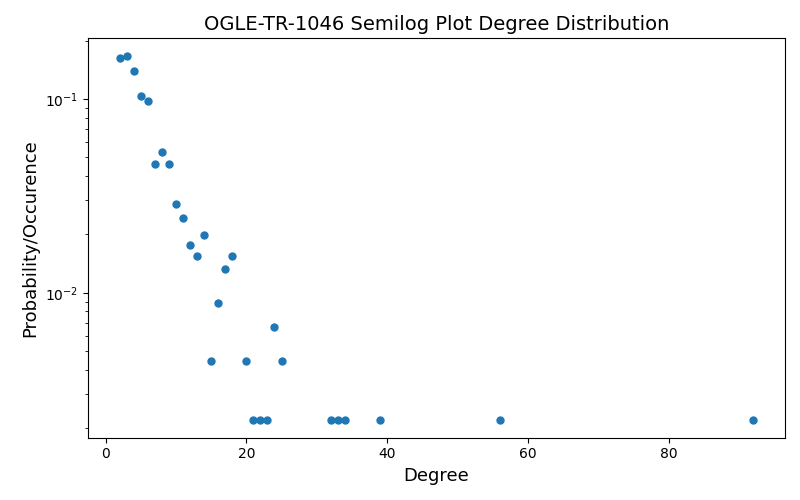 OGLE-TR-1046 Semilog Plot Degree Distribution
Probability/Occurence
10⁻¹
10⁻²
0 20 40 60 80
Degree